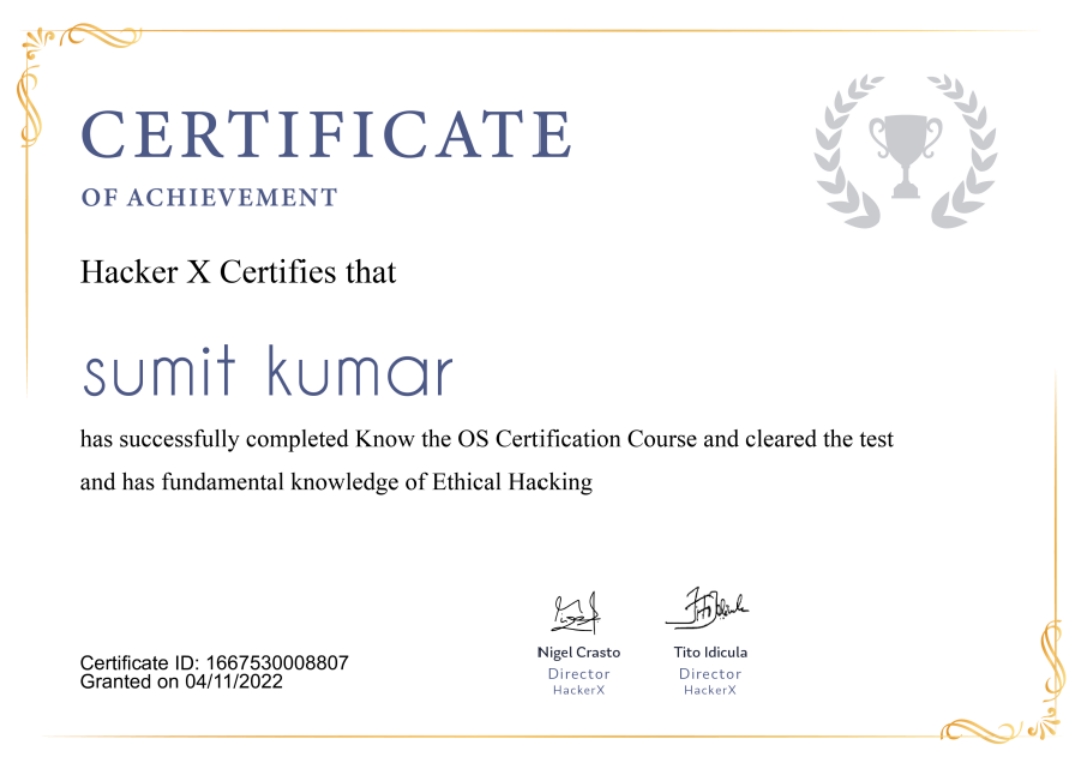 CERTIFICATE
OF ACHIEVEMENT
Hacker X Certifies that
sumit kumar
has successfully completed Know the OS Certification Course and cleared the test
and has fundamental knowledge of Ethical Hacking
Certificate ID: 1667530008807
Granted on 04/11/2022
Nigel Crasto
Director
HackerX
Tito Idicula
Director
HackerX